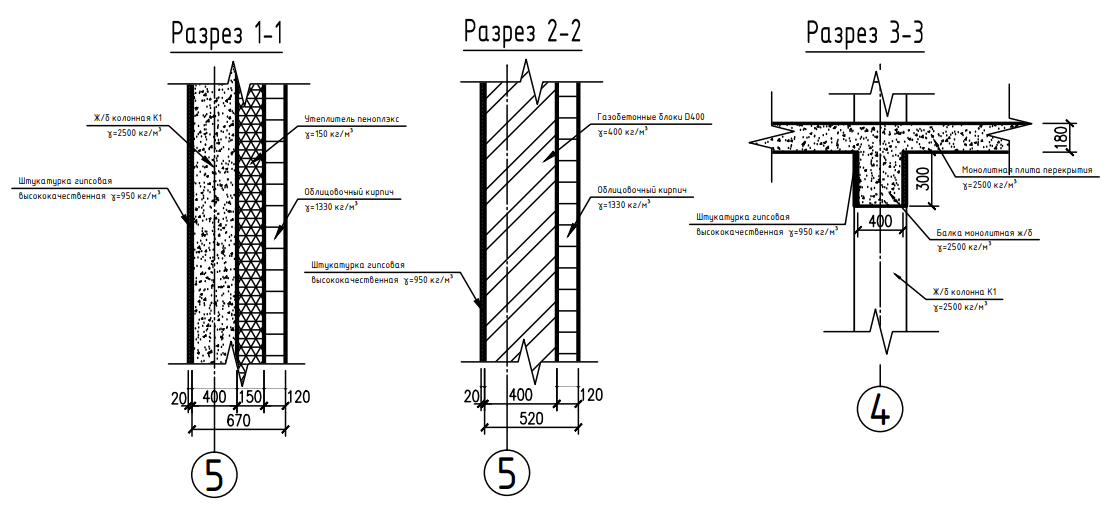 Разрез 1-1
Ж/б колонная К1
γ=2500 кг/м³
Штукатурка гипсовая
высококачественная γ=950 кг/м³
Утеплитель пеноплэкс
γ=150 кг/м³
Облицовочный кирпич
γ=1330 кг/м³
20
400
150
120
670
5
Разрез 2-2
Газобетонные блоки D400
γ=400 кг/м³
Облицовочный кирпич
γ=1330 кг/м³
Штукатурка гипсовая
высококачественная γ=950 кг/м³
20
400
120
520
5
Разрез 3-3
180
Монолитная плита перекрытия
γ=2500 кг/м³
300
400
Штукатурка гипсовая
высококачественная γ=950 кг/м³
Балка монолитная ж/б
γ=2500 кг/м³
Ж/б колонна К1
γ=2500 кг/м³
4